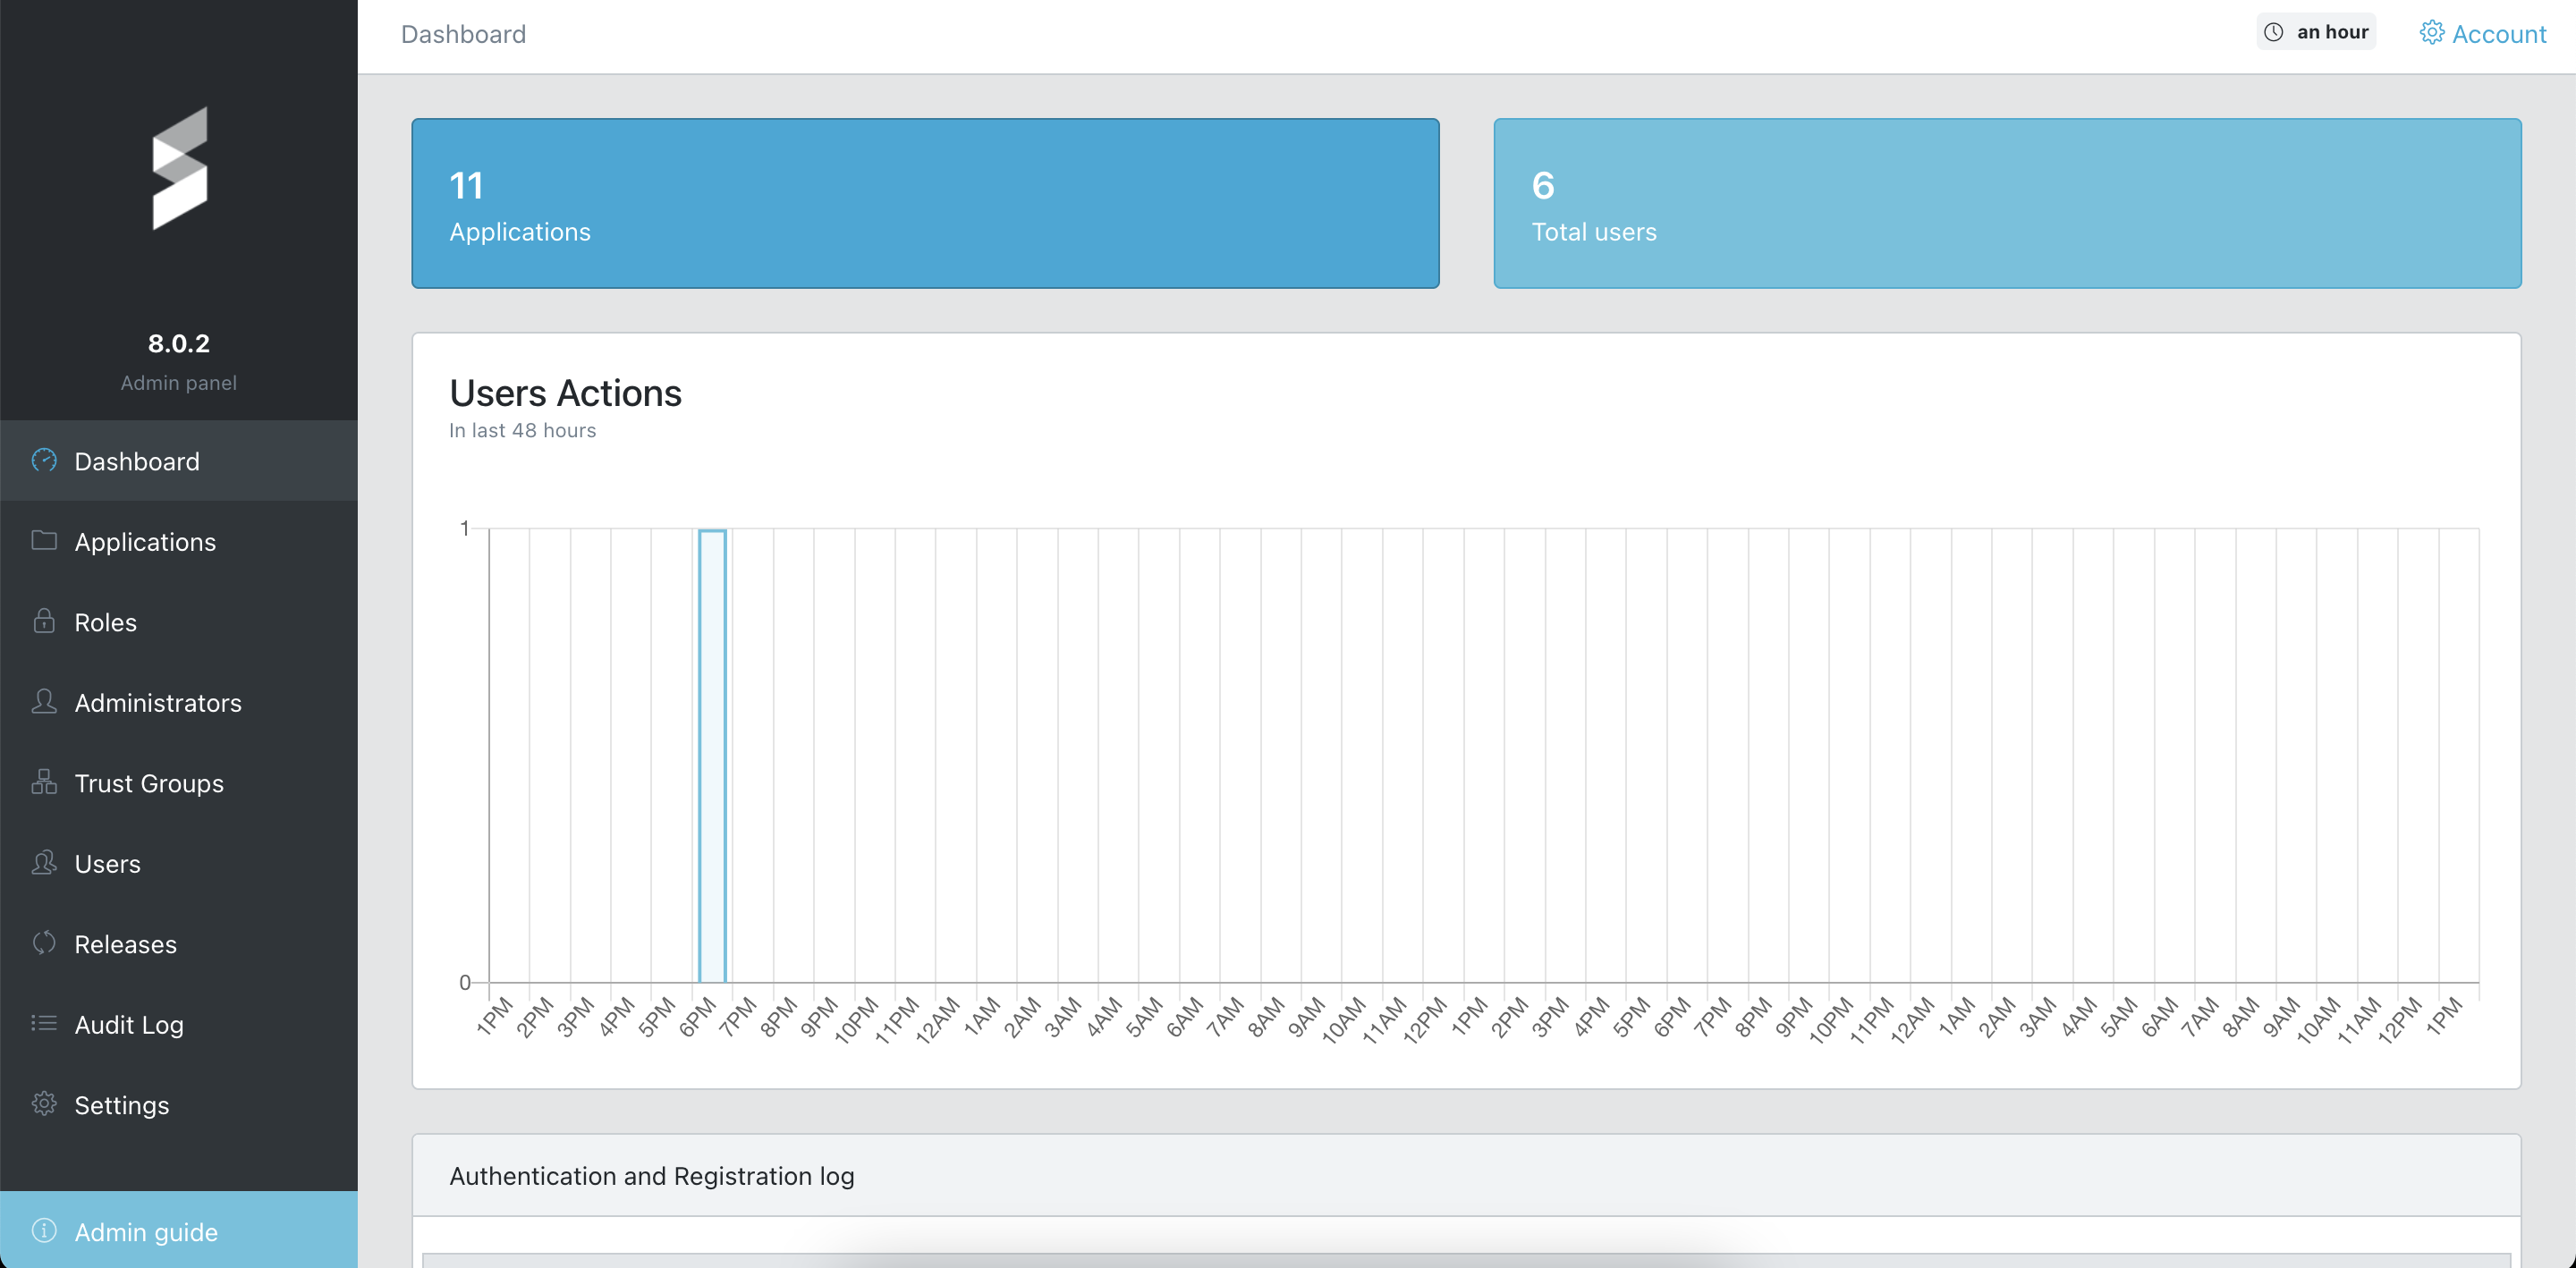 Dashboard
an hour
Account
8.0.2
Admin panel
Dashboard
Applications
Roles
Administrators
Trust Groups
Users
Releases
Audit Log
Settings
Admin guide
11
Applications
6
Total users
Users Actions
In last 48 hours
1
0
1PM 2PM 3PM 4PM 5PM 6PM 7PM 8PM 9PM 10PM 11PM 12AM 1AM 2AM 3AM 4AM 5AM 6AM 7AM 8AM 9AM 10AM 11AM 12PM 1PM 2PM 3PM 4PM 5PM 6PM 7PM 8PM 9PM 10PM 11PM 12AM 1AM 2AM 3AM 4AM 5AM 6AM 7AM 8AM 9AM 10AM 11AM 12PM 1PM
Authentication and Registration log